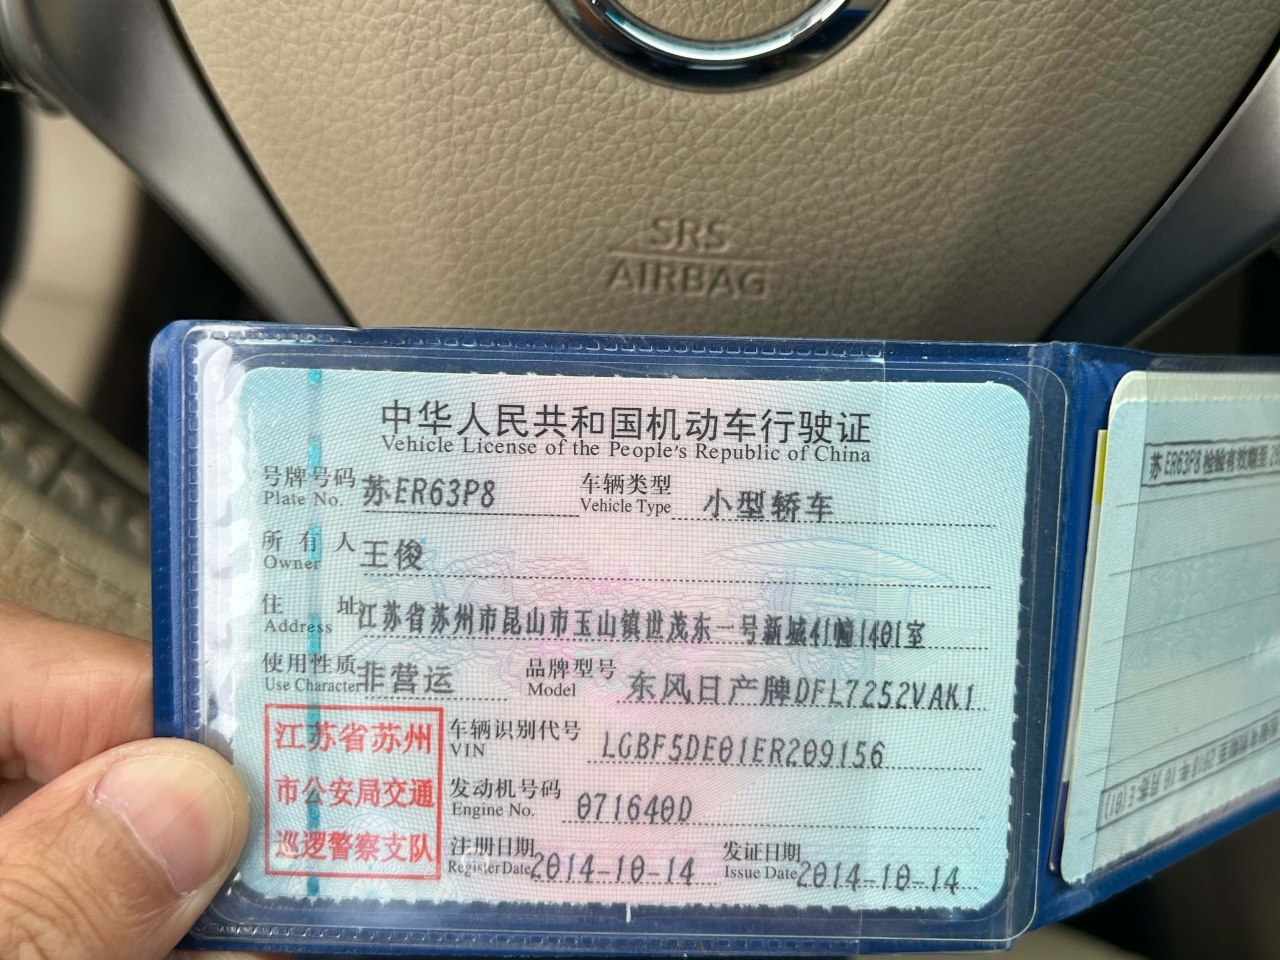 SRS
AIRBAG
中华人民共和国机动车行驶证
Vehicle License of the People's Republic of China
号牌号码 苏ER63P8 车辆类型 小型轿车
Plate No. Vehicle Type
所有人 王俊
Owner
住址 江苏省苏州市昆山市玉山镇世茂东一号新城41幢1401室
Address
使用性质 非营运 品牌型号 东风日产牌DFL7252VAK1
Use Character Model
江苏省苏州
市公安局交通
巡逻警察支队
车辆识别代号 LGBF5DE01ER209156
VIN
发动机号码 071640D
Engine No.
注册日期 2014-10-14 发证日期 2014-10-14
Register Date Issue Date
苏ER63P8 检验有效期至